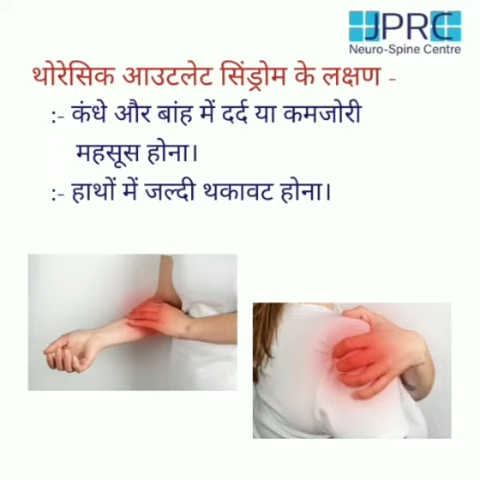 JPRC
Neuro-Spine Centre
थोरेसिक आउटलेट सिंड्रोम के लक्षण -
:- कंधे और बांह में दर्द या कमजोरी
महसूस होना।
:- हाथों में जल्दी थकावट होना।